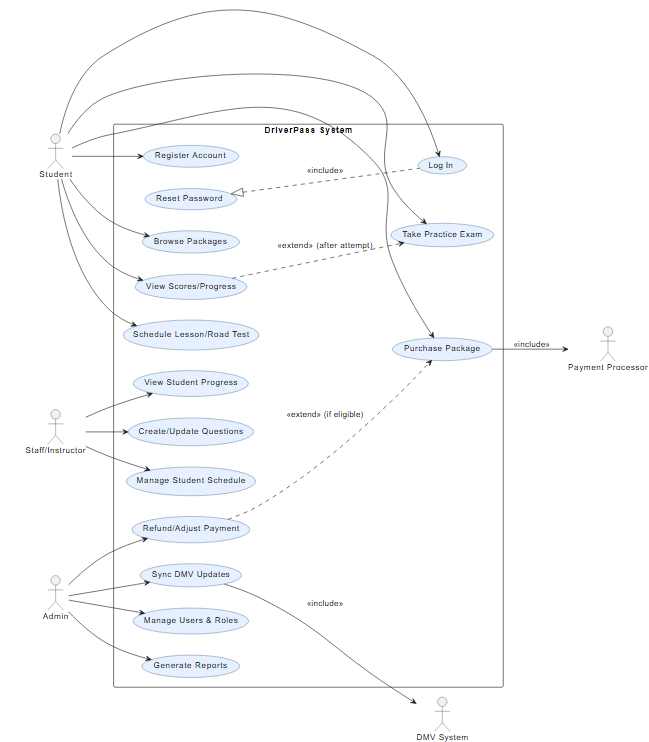 DriverPass System
Register Account
Log In
«include»
Student
Reset Password
Take Practice Exam
Browse Packages
«extend» (after attempt)
View Scores/Progress
Schedule Lesson/Road Test
Purchase Package
«include»
Payment Processor
View Student Progress
«extend» (if eligible)
Create/Update Questions
Staff/Instructor
Manage Student Schedule
Refund/Adjust Payment
Sync DMV Updates
«include»
Admin
Manage Users & Roles
Generate Reports
DMV System